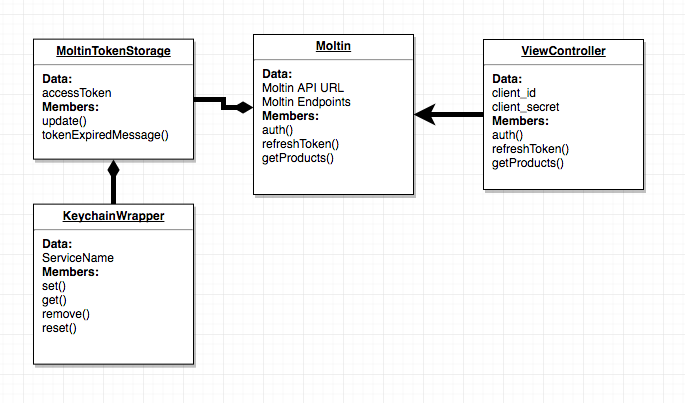 MoltinTokenStorage
Data:
accessToken
Members:
update()
tokenExpiredMessage()
Moltin
Data:
Moltin API URL
Moltin Endpoints
Members:
auth()
refreshToken()
getProducts()
ViewController
Data:
client_id
client_secret
Members:
auth()
refreshToken()
getProducts()
KeychainWrapper
Data:
ServiceName
Members:
set()
get()
remove()
reset()